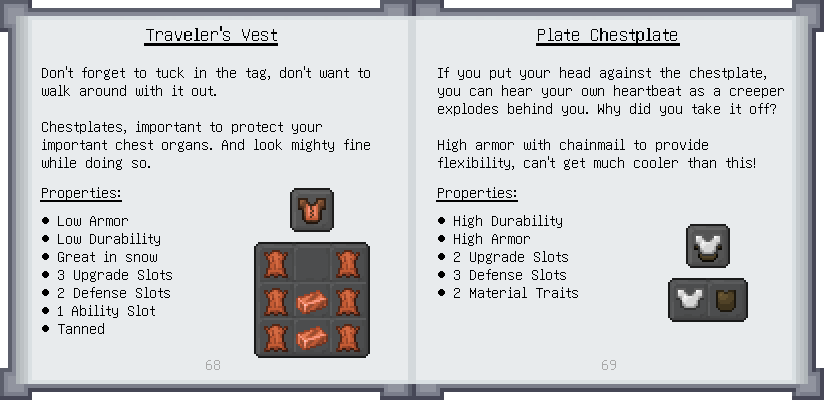 Traveler's Vest
Don't forget to tuck in the tag, don't want to
walk around with it out.
Chestplates, important to protect your
important chest organs. And look mighty fine
while doing so.
Properties:
● Low Armor
● Low Durability
● Great in snow
● 3 Upgrade Slots
● 2 Defense Slots
● 1 Ability Slot
● Tanned
68
Plate Chestplate
If you put your head against the chestplate,
you can hear your own heartbeat as a creeper
explodes behind you. Why did you take it off?
High armor with chainmail to provide
flexibility, can't get much cooler than this!
Properties:
● High Durability
● High Armor
● 2 Upgrade Slots
● 3 Defense Slots
● 2 Material Traits
69